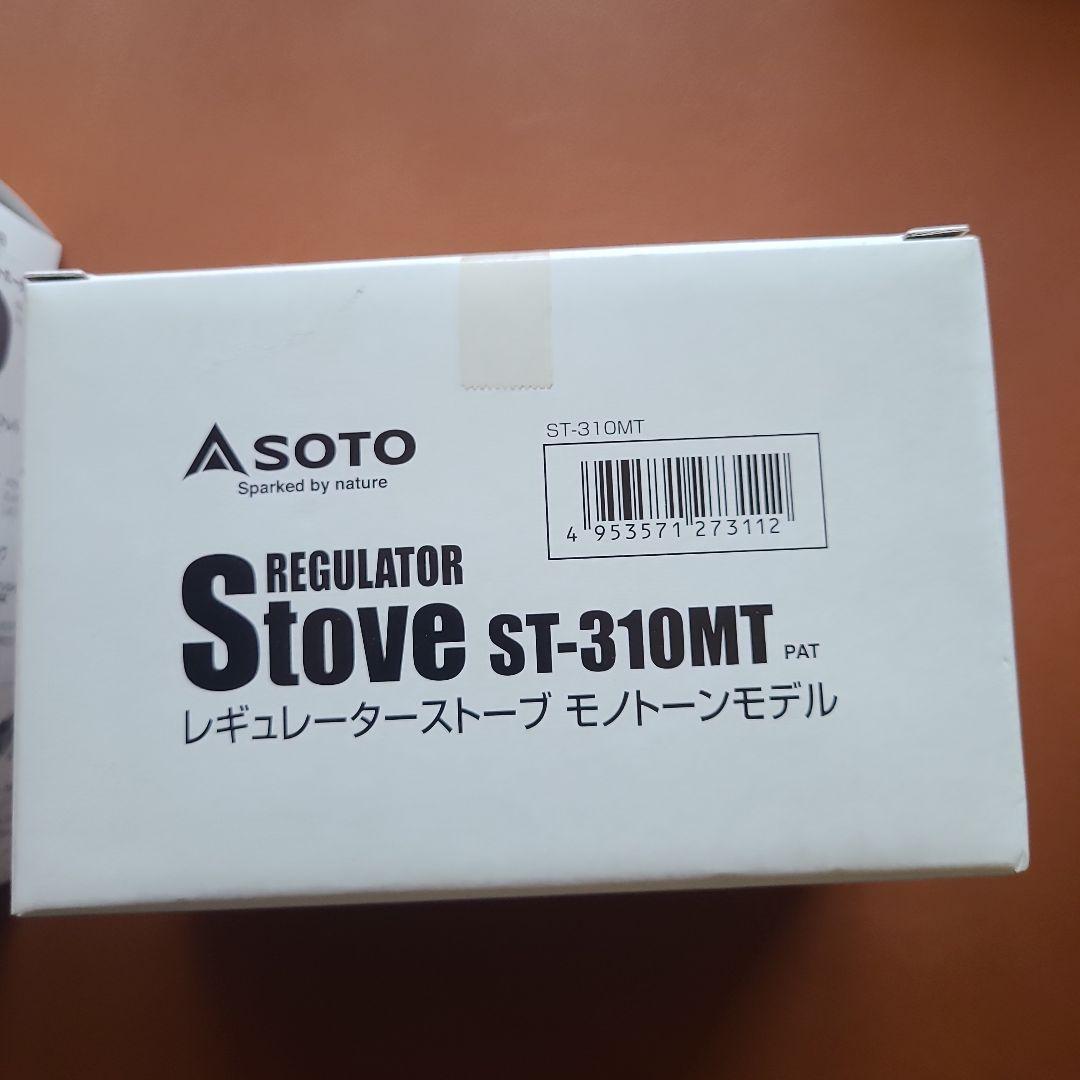 SOTO
Sparked by nature
ST-310MT
4 953571 273112
REGULATOR
Stove ST-310MT PAT
レギュレーターストーブ モノトーンモデル